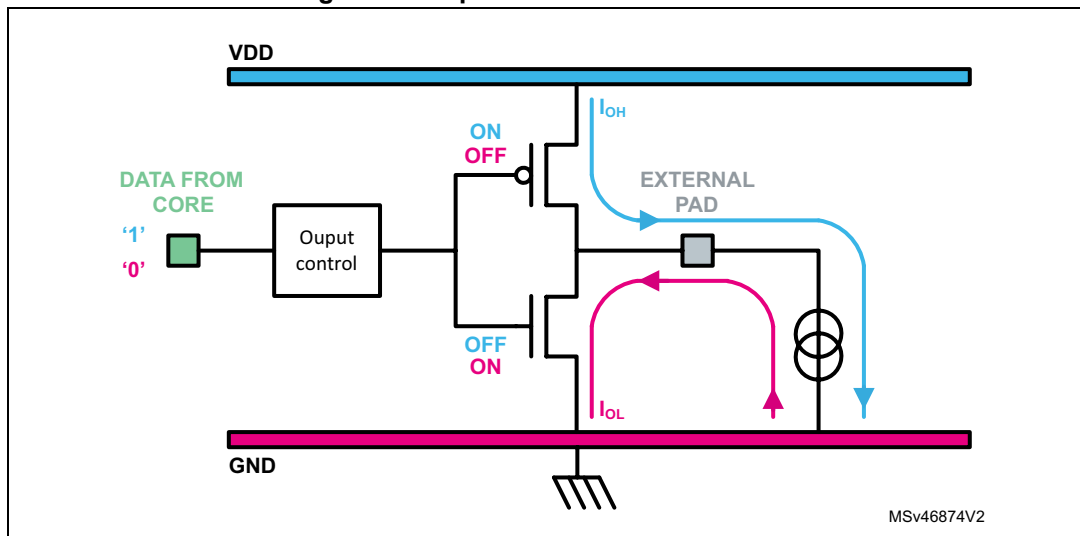 VDD
IOH
ON
OFF
DATA FROM
CORE
EXTERNAL
PAD
‘1’
‘0’
Ouput
control
OFF
ON
IOL
GND
MSv46874V2